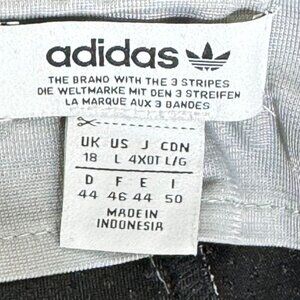 adidas
THE BRAND WITH THE 3 STRIPES
DIE WELTMARKE MIT DEN 3 STREIFEN
LA MARQUE AUX 3 BANDES
UK US J CDN
18 L 4XOT L/G
D F E I
44 46 44 50
MADE IN
INDONESIA